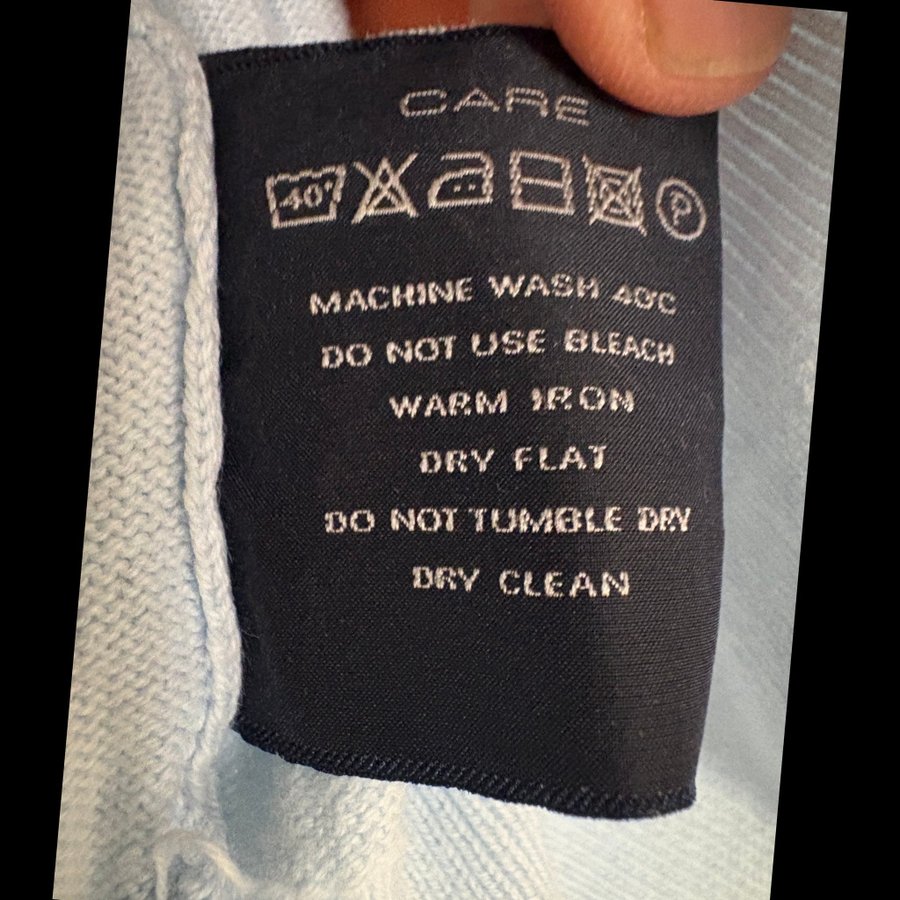 CARE
40° P
MACHINE WASH 40°C
DO NOT USE BLEACH
WARM IRON
DRY FLAT
DO NOT TUMBLE DRY
DRY CLEAN